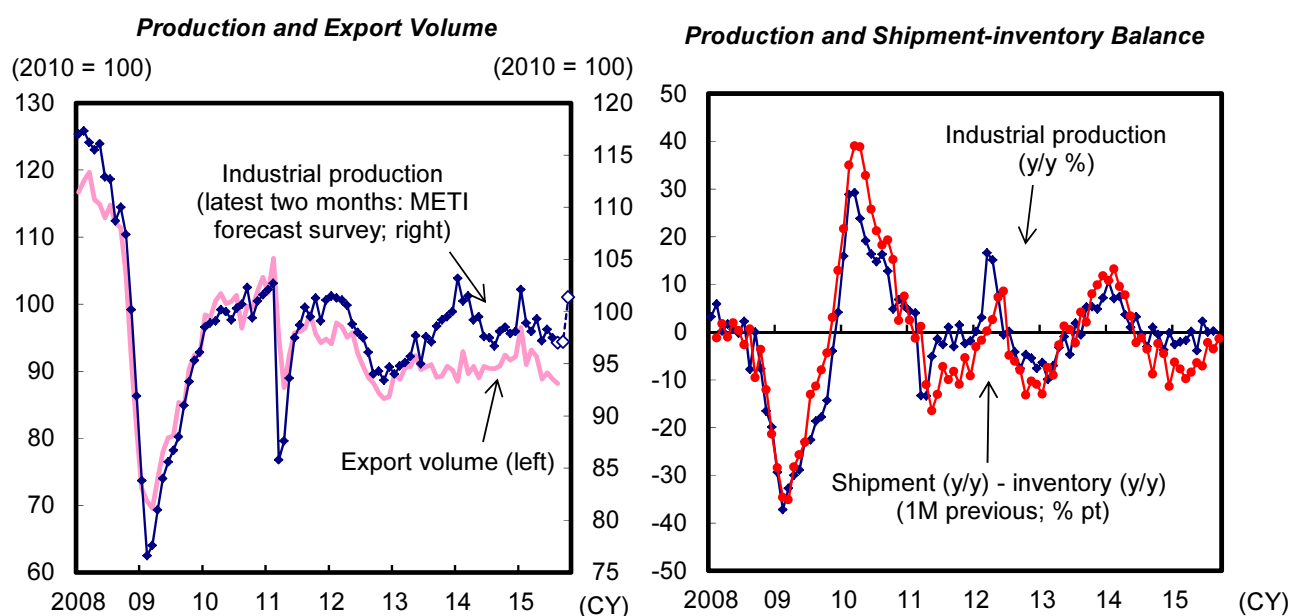 Production and Export Volume
(2010 = 100)
(2010 = 100)
130
120
110
100
90
80
70
60
120
115
110
105
100
95
90
85
80
75
Industrial production
(latest two months: METI
forecast survey; right)
Export volume (left)
2008 09 10 11 12 13 14 15 (CY)
Production and Shipment-inventory Balance
50
40
30
20
10
0
-10
-20
-30
-40
-50
Industrial production
(y/y %)
Shipment (y/y) - inventory (y/y)
(1M previous; % pt)
2008 09 10 11 12 13 14 15 (CY)